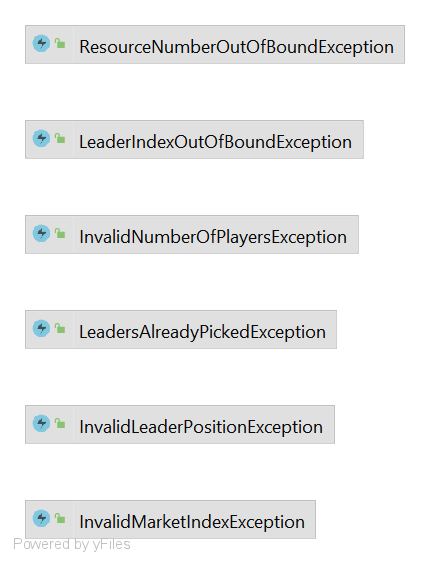 ResourceNumberOutOfBoundException
LeaderIndexOutOfBoundException
InvalidNumberOfPlayersException
LeadersAlreadyPickedException
InvalidLeaderPositionException
InvalidMarketIndexException
Powered by yFiles